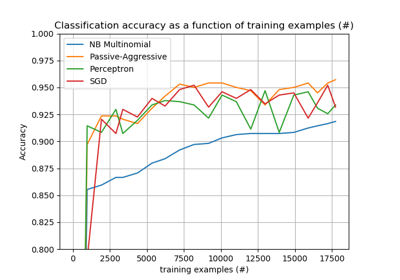 Classification accuracy as a function of training examples (#)
1.000
0.975
0.950
0.925
0.900
0.875
0.850
0.825
0.800
Accuracy
NB Multinomial
Passive-Aggressive
Perceptron
SGD
0 2500 5000 7500 10000 12500 15000 17500
training examples (#)